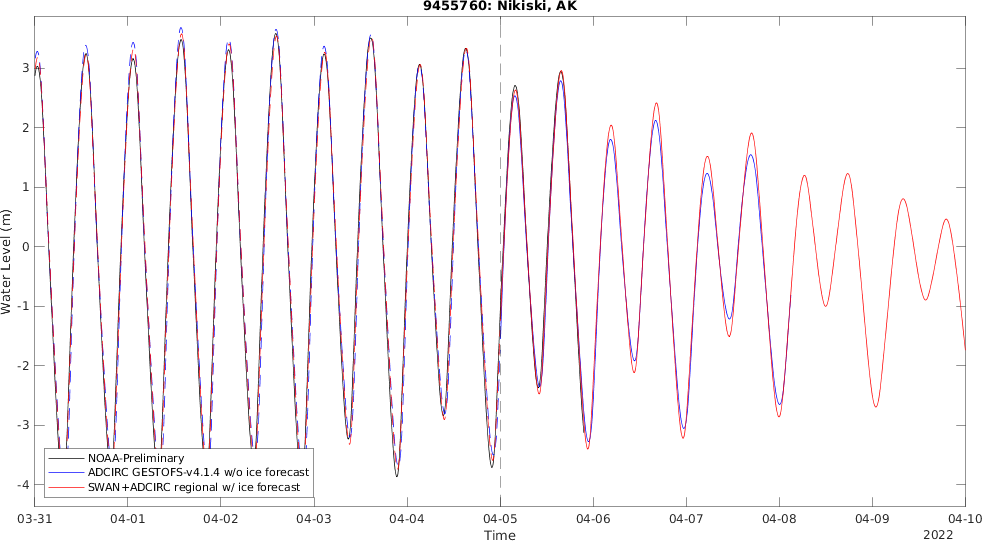 9455760: Nikiski, AK
Water Level (m)
3
2
1
0
-1
-2
-3
-4
NOAA-Preliminary
ADCIRC GESTOFS-v4.1.4 w/o ice forecast
SWAN+ADCIRC regional w/ ice forecast
03-31 04-01 04-02 04-03 04-04 04-05 04-06 04-07 04-08 04-09 04-10
Time
2022